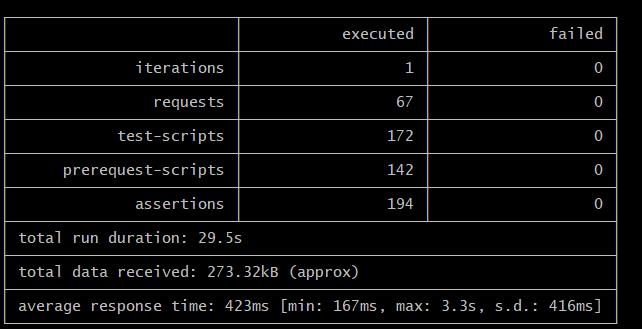 executed failed
iterations 1 0
requests 67 0
test-scripts 172 0
prerequest-scripts 142 0
assertions 194 0
total run duration: 29.5s
total data received: 273.32kB (approx)
average response time: 423ms [min: 167ms, max: 3.3s, s.d.: 416ms]